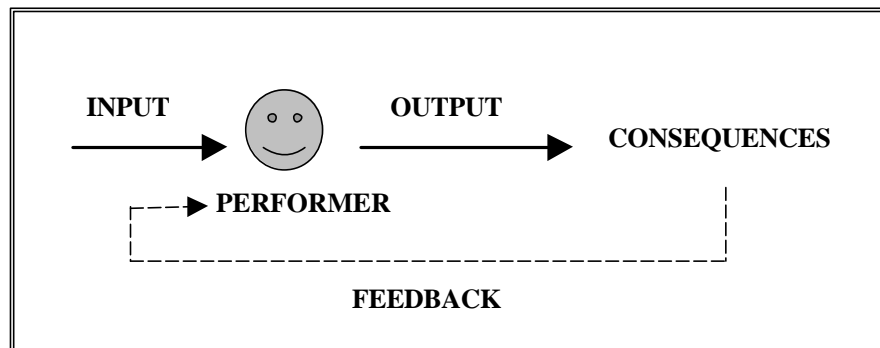 INPUT
OUTPUT
CONSEQUENCES
PERFORMER
FEEDBACK